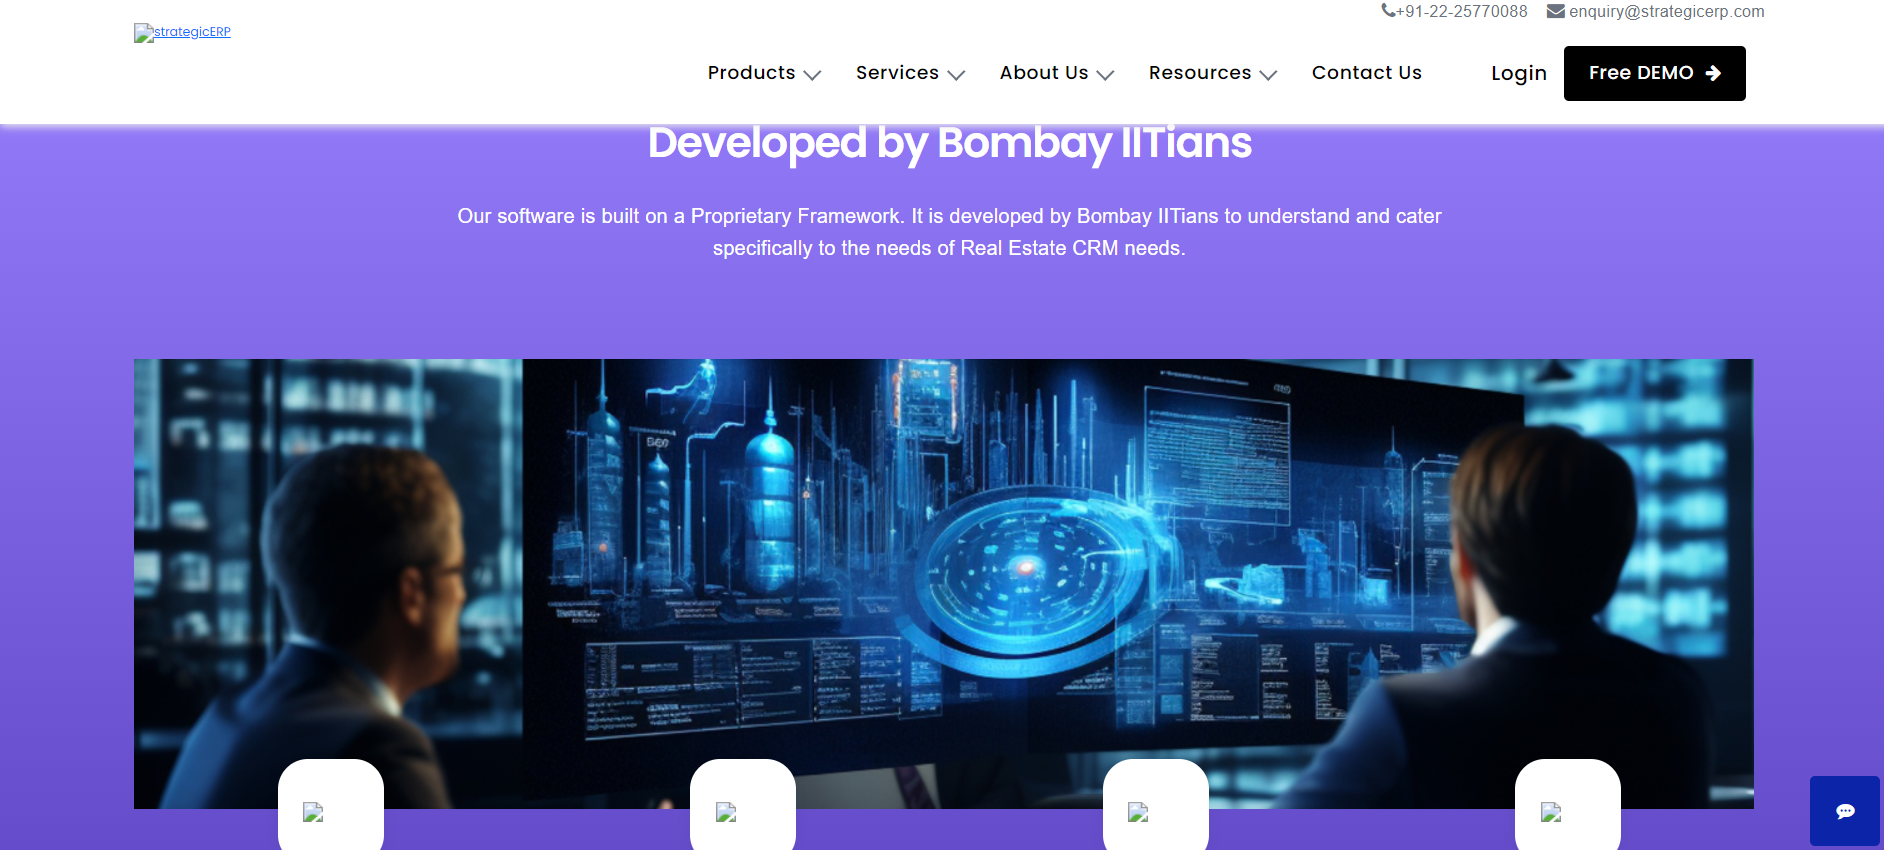 +91-22-25770088 enquiry@strategicerp.com
strategicERP
Products Services About Us Resources Contact Us Login Free DEMO
Developed by Bombay IITians
Our software is built on a Proprietary Framework. It is developed by Bombay IITians to understand and cater
specifically to the needs of Real Estate CRM needs.